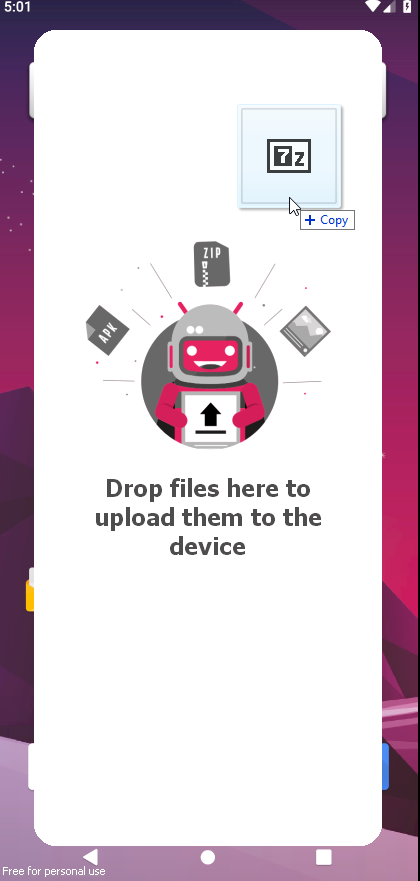 5:01
7z
Copy
ZIP
APK
Drop files here to
upload them to the
device
Free for personal use